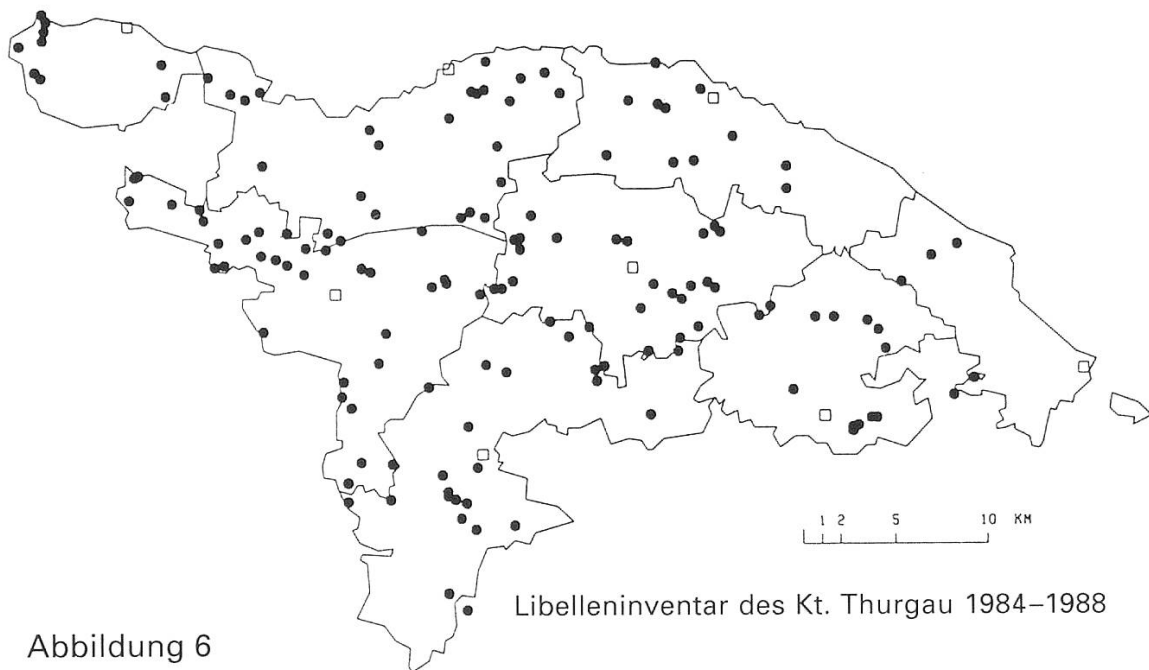 1 2 5 10 KM
Libelleninventar des Kt. Thurgau 1984–1988
Abbildung 6